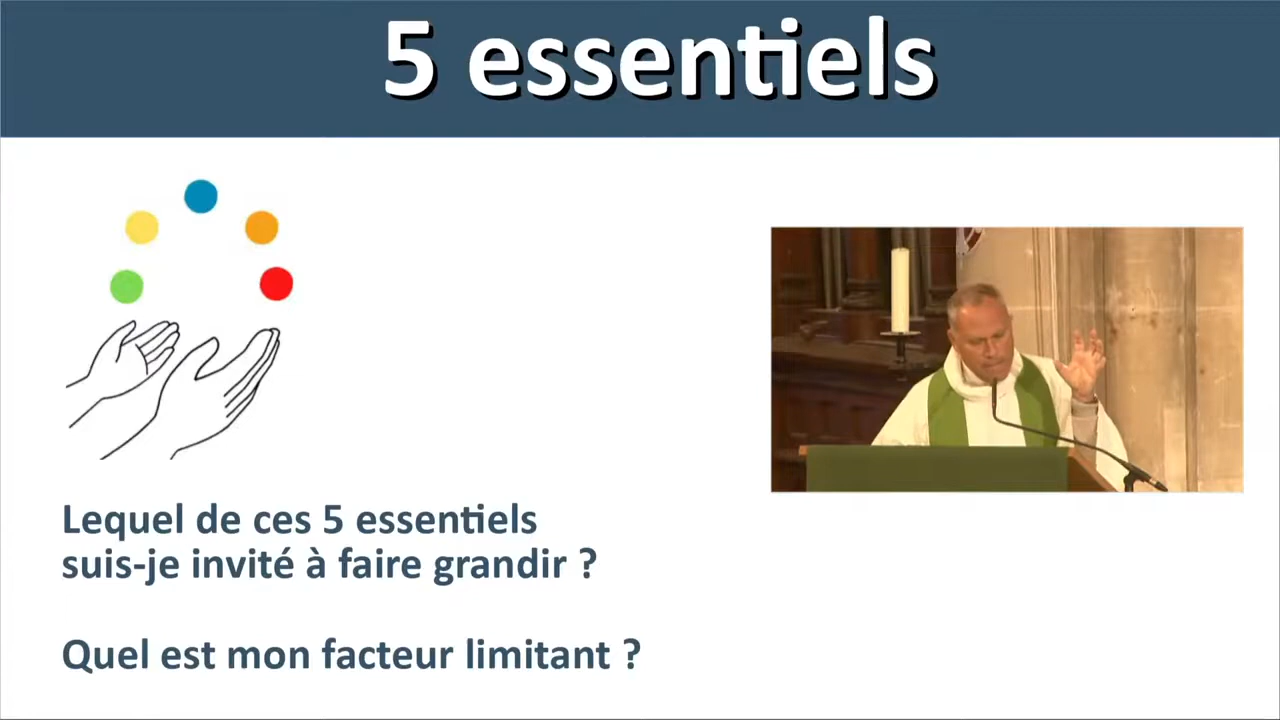 5 essentiels
Lequel de ces 5 essentiels
suis-je invité à faire grandir ?
Quel est mon facteur limitant ?